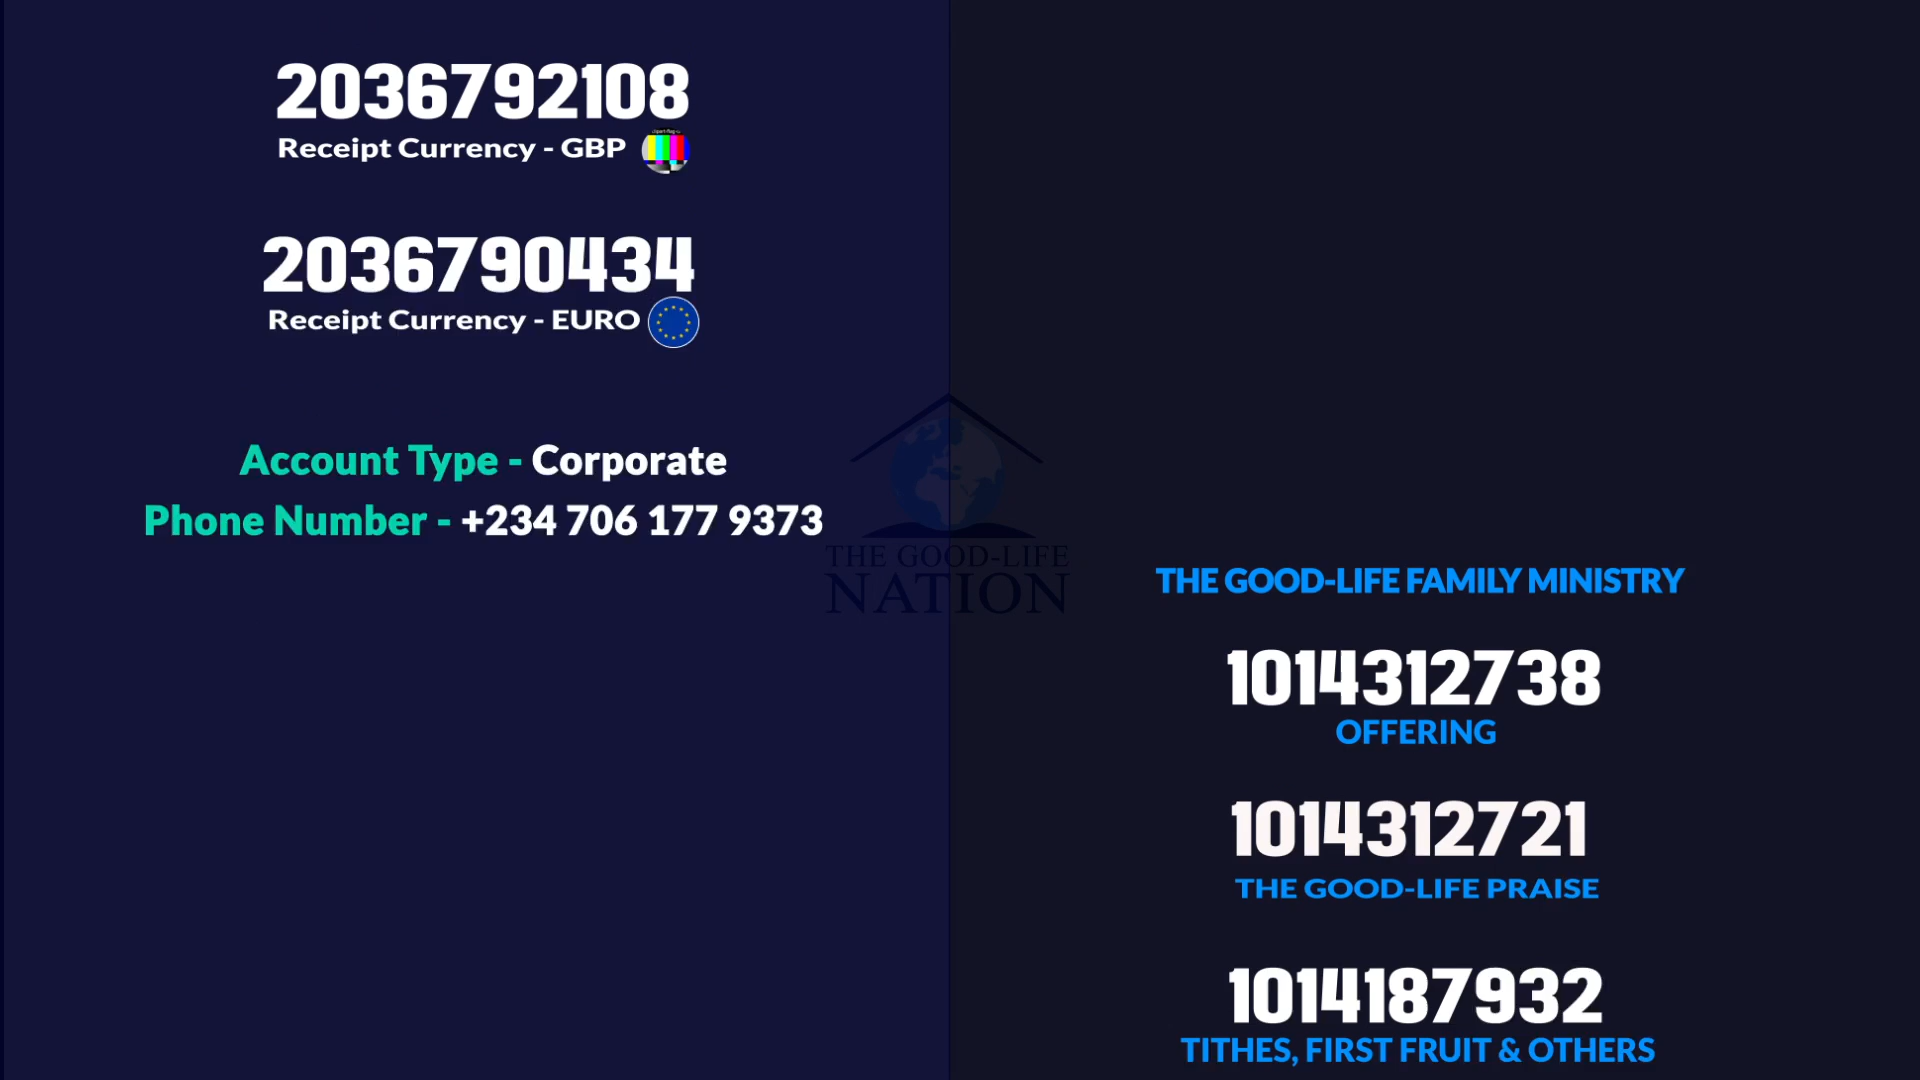 2036792108
Receipt Currency - GBP
2036790434
Receipt Currency - EURO
Account Type - Corporate
Phone Number - +234 706 177 9373
THE GOOD-LIFE
NATION
THE GOOD-LIFE FAMILY MINISTRY
1014312738
OFFERING
1014312721
THE GOOD-LIFE PRAISE
1014187932
TITHES, FIRST FRUIT & OTHERS